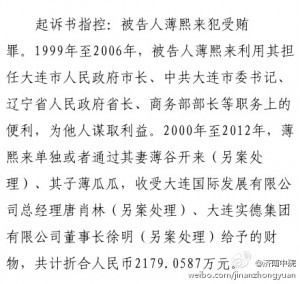 起诉书指控：被告人薄熙来犯受贿
罪。1999年至2006年，被告人薄熙来利用其担
任大连市人民政府市长、中共大连市委书记、
辽宁省人民政府省长、商务部部长等职务上的
便利，为他人谋取利益。2000年至2012年，薄
熙来单独或者通过其妻薄谷开来（另案处
理）、其子薄瓜瓜，收受大连国际发展有限公
司总经理唐肖林（另案处理）、大连实德集团
有限公司董事长徐明（另案处理）给予的财
物，共计折合人民币2179.0587万元。
@济南中院
weibo.com/jinanzhongyuan